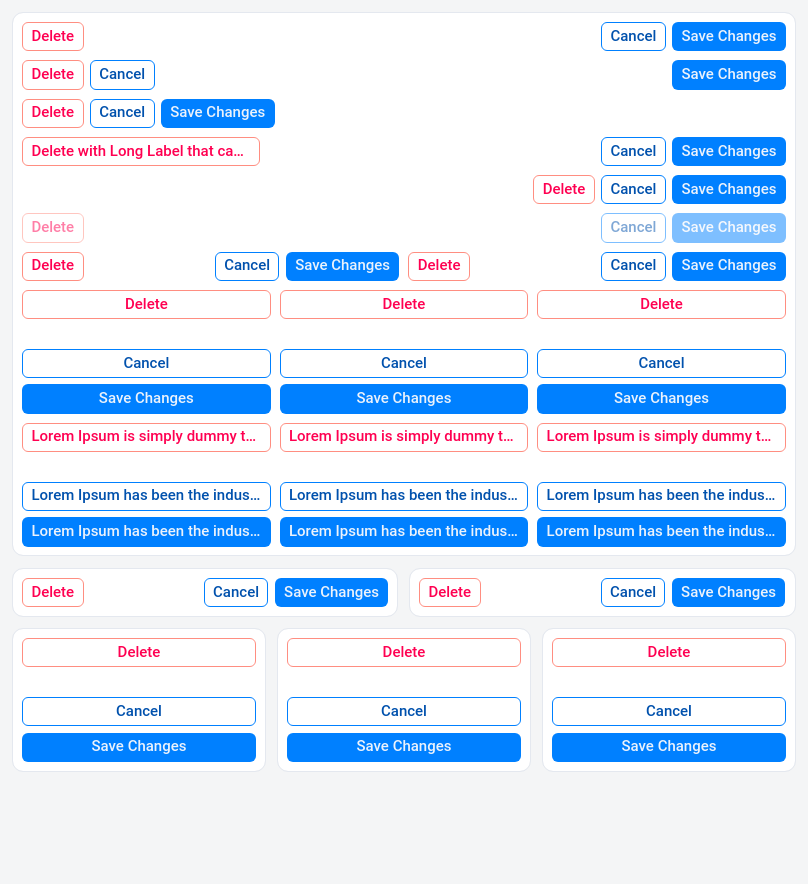 Delete Cancel Save Changes
Delete Cancel Save Changes
Delete Cancel Save Changes
Delete with Long Label that ca... Cancel Save Changes
Delete Cancel Save Changes
Delete Cancel Save Changes
Delete Cancel Save Changes Delete Cancel Save Changes
Delete Delete Delete
Cancel Cancel Cancel
Save Changes Save Changes Save Changes
Lorem Ipsum is simply dummy t... Lorem Ipsum is simply dummy t... Lorem Ipsum is simply dummy t...
Lorem Ipsum has been the indus... Lorem Ipsum has been the indus... Lorem Ipsum has been the indus...
Lorem Ipsum has been the indus... Lorem Ipsum has been the indus... Lorem Ipsum has been the indus...
Delete Cancel Save Changes Delete Cancel Save Changes
Delete Delete Delete
Cancel Cancel Cancel
Save Changes Save Changes Save Changes